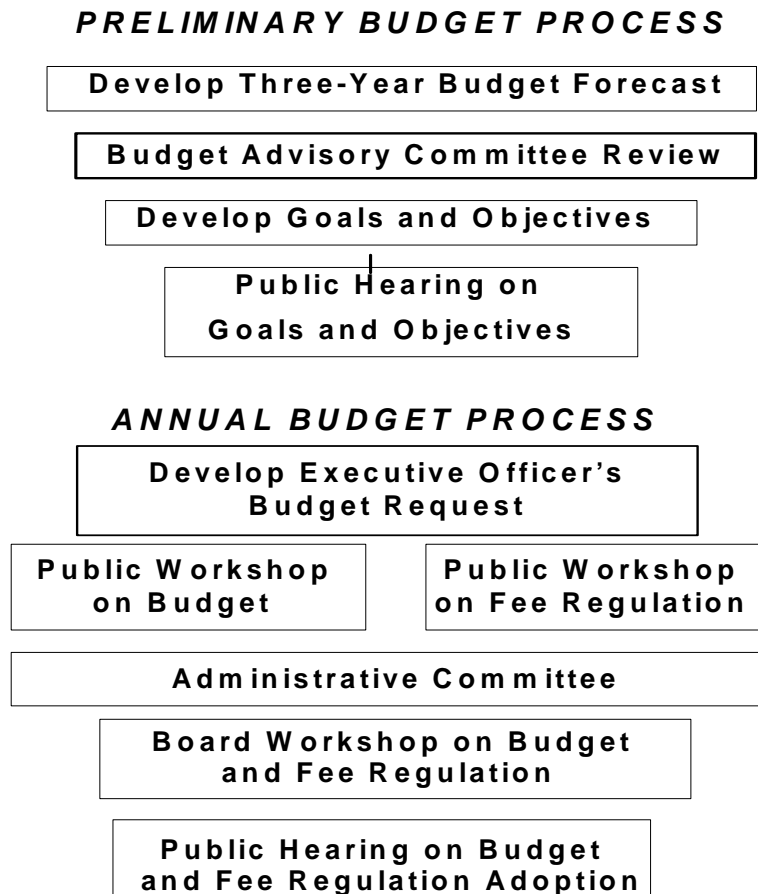 PRELIMINARY BUDGET PROCESS
Develop Three-Year Budget Forecast
Budget Advisory Committee Review
Develop Goals and Objectives
Public Hearing on
Goals and Objectives
ANNUAL BUDGET PROCESS
Develop Executive Officer’s
Budget Request
Public Workshop
on Budget
Public Workshop
on Fee Regulation
Administrative Committee
Board Workshop on Budget
and Fee Regulation
Public Hearing on Budget
and Fee Regulation Adoption